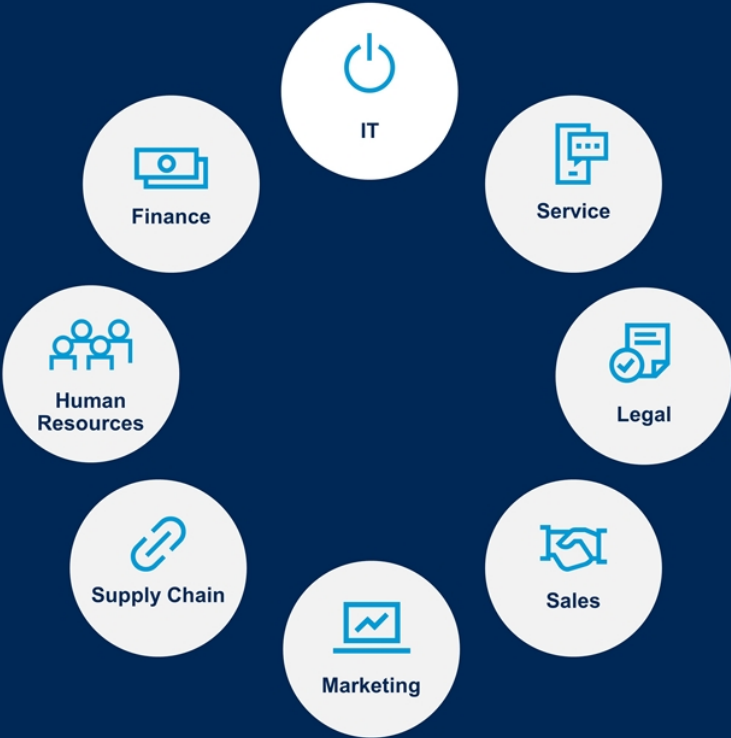 IT
Finance
Service
Human
Resources
Legal
Supply Chain
Sales
Marketing